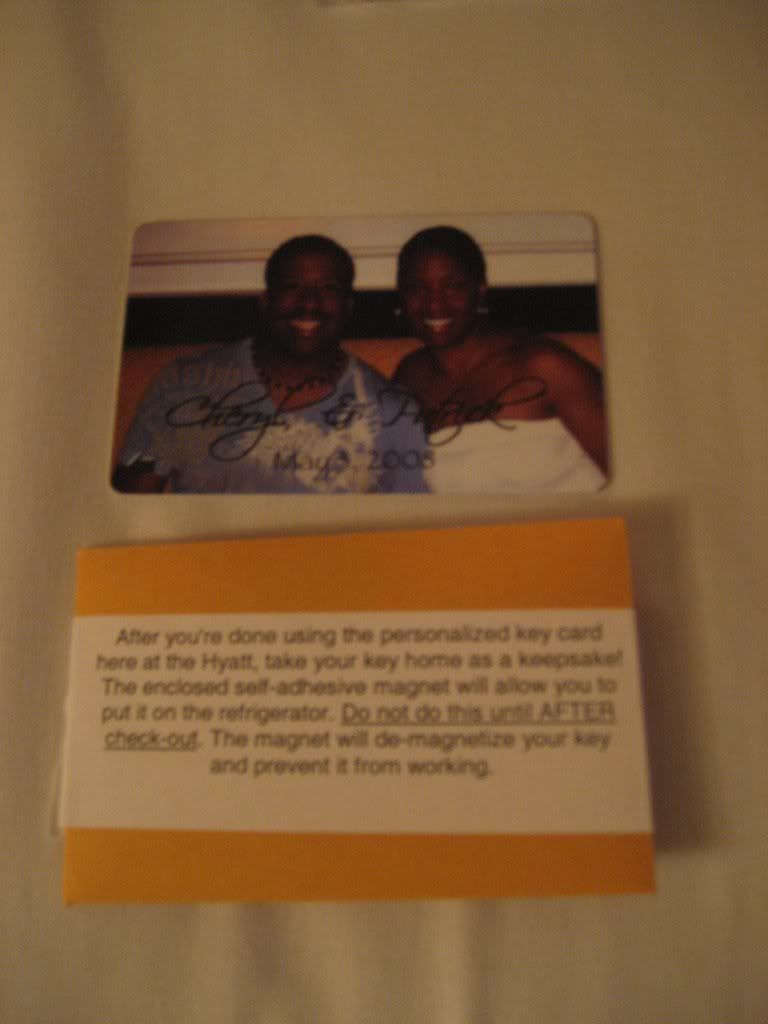 Cheryl & Patrick
May 3, 2008
After you're done using the personalized key card
here at the Hyatt, take your key home as a keepsake!
The enclosed self-adhesive magnet will allow you to
put it on the refrigerator. Do not do this until AFTER
check-out. The magnet will de-magnetize your key
and prevent it from working.